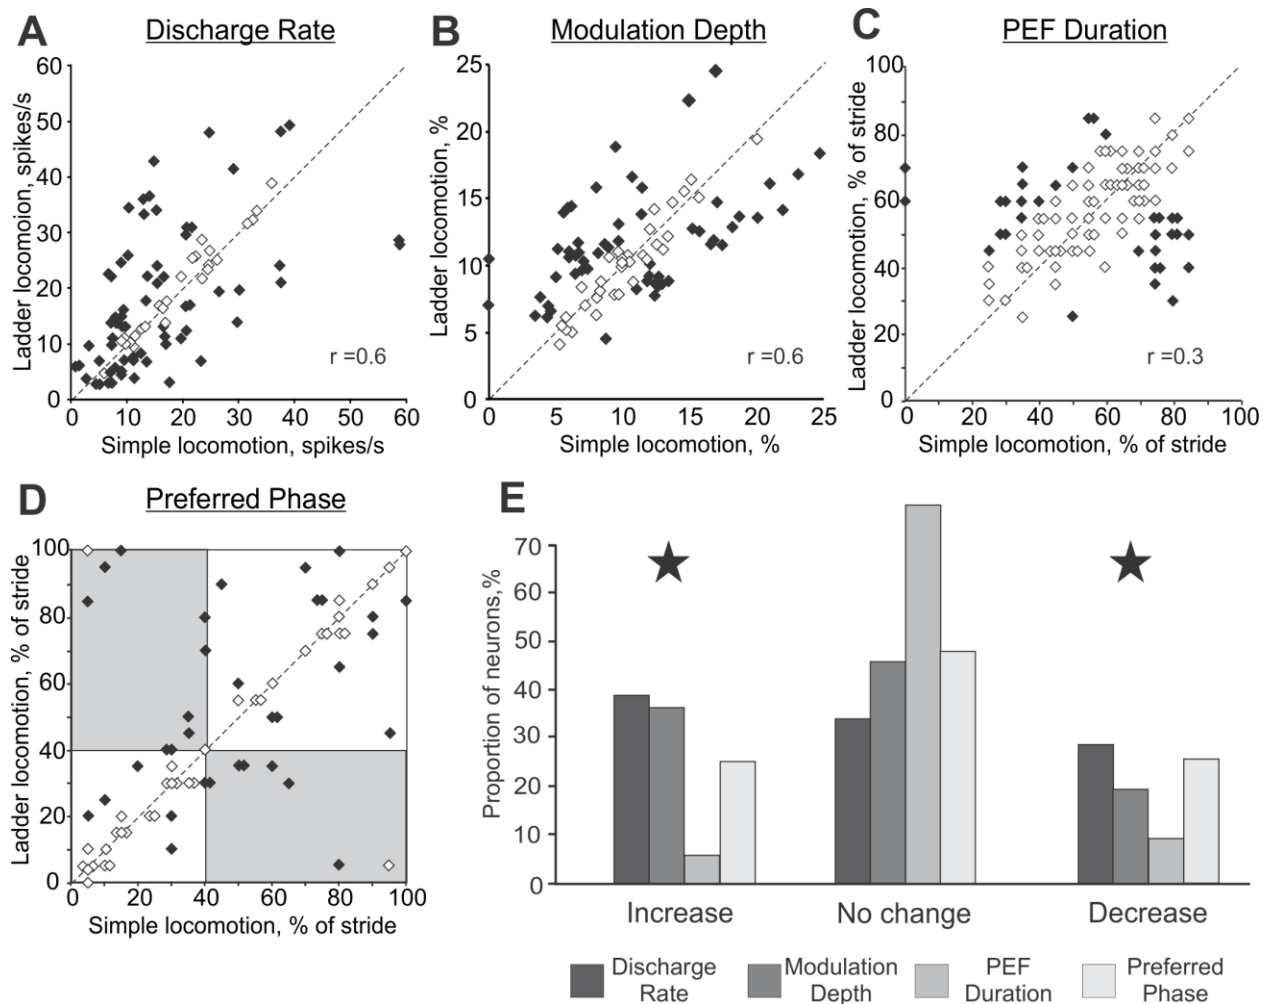 A Discharge Rate
Ladder locomoion, spikes/s
60
50
40
30
20
10
0
r =0.6
0 10 20 30 40 50 60
Simple locomotion, spikes/s
B Modulation Depth
Ladder locomotion, %
25
20
15
10
5
0
r =0.6
0 5 10 15 20 25
Simple locomotion, %
C PEF Duration
Ladder locomotion, % of stride
100
80
60
40
20
0
r =0.3
0 20 40 60 80 100
Simple locomotion, % of stride
D Preferred Phase
Ladder locomotion, % of stride
100
80
60
40
20
0
0 20 40 60 80 100
Simple locomotion, % of stride
E
Proportion of neurons,%
70
60
50
40
30
20
10
0
Increase No change Decrease
Discharge Rate
Modulation Depth
PEF Duration
Preferred Phase